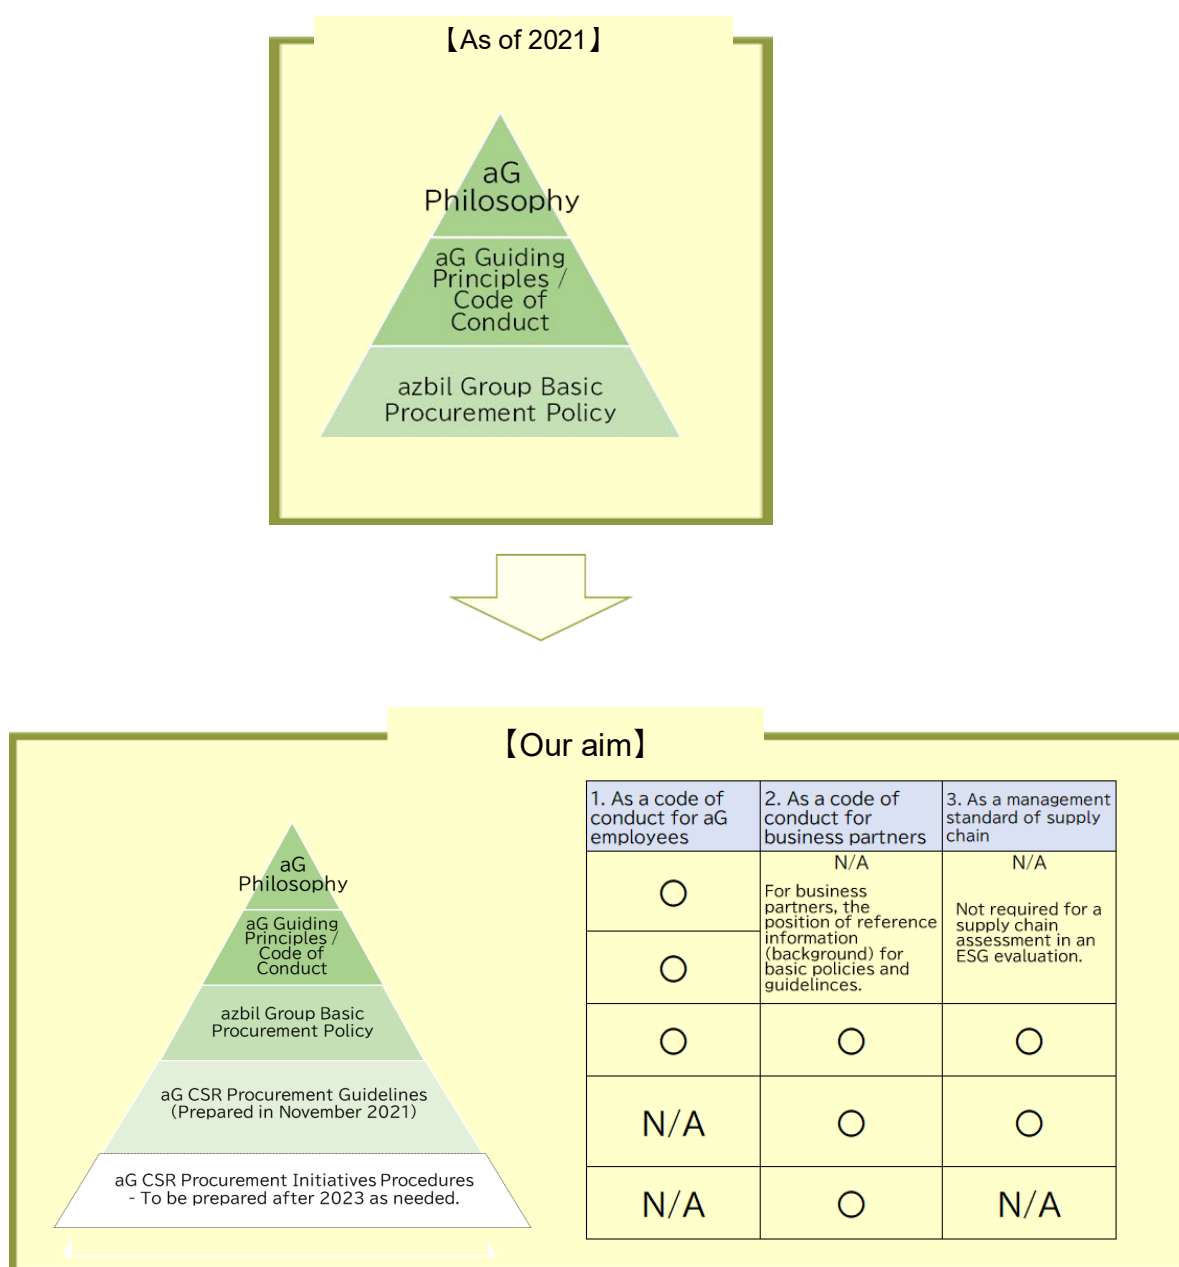 【As of 2021】
aG
Philosophy
aG Guiding
Principles /
Code of
Conduct
azbil Group Basic
Procurement Policy
【Our aim】
aG
Philosophy
aG Guiding
Principles /
Code of
Conduct
azbil Group Basic
Procurement Policy
aG CSR Procurement Guidelines
(Prepared in November 2021)
aG CSR Procurement Initiatives Procedures
- To be prepared after 2023 as needed.
1. As a code of
conduct for aG
employees
2. As a code of
conduct for
business partners
3. As a management
standard of supply
chain
○
N/A
For business
partners, the
position of reference
information
(background) for
basic policies and
guidelinces.
N/A
Not required for a
supply chain
assessment in an
ESG evaluation.
○
○
○
○
N/A
○
○
N/A
○
N/A